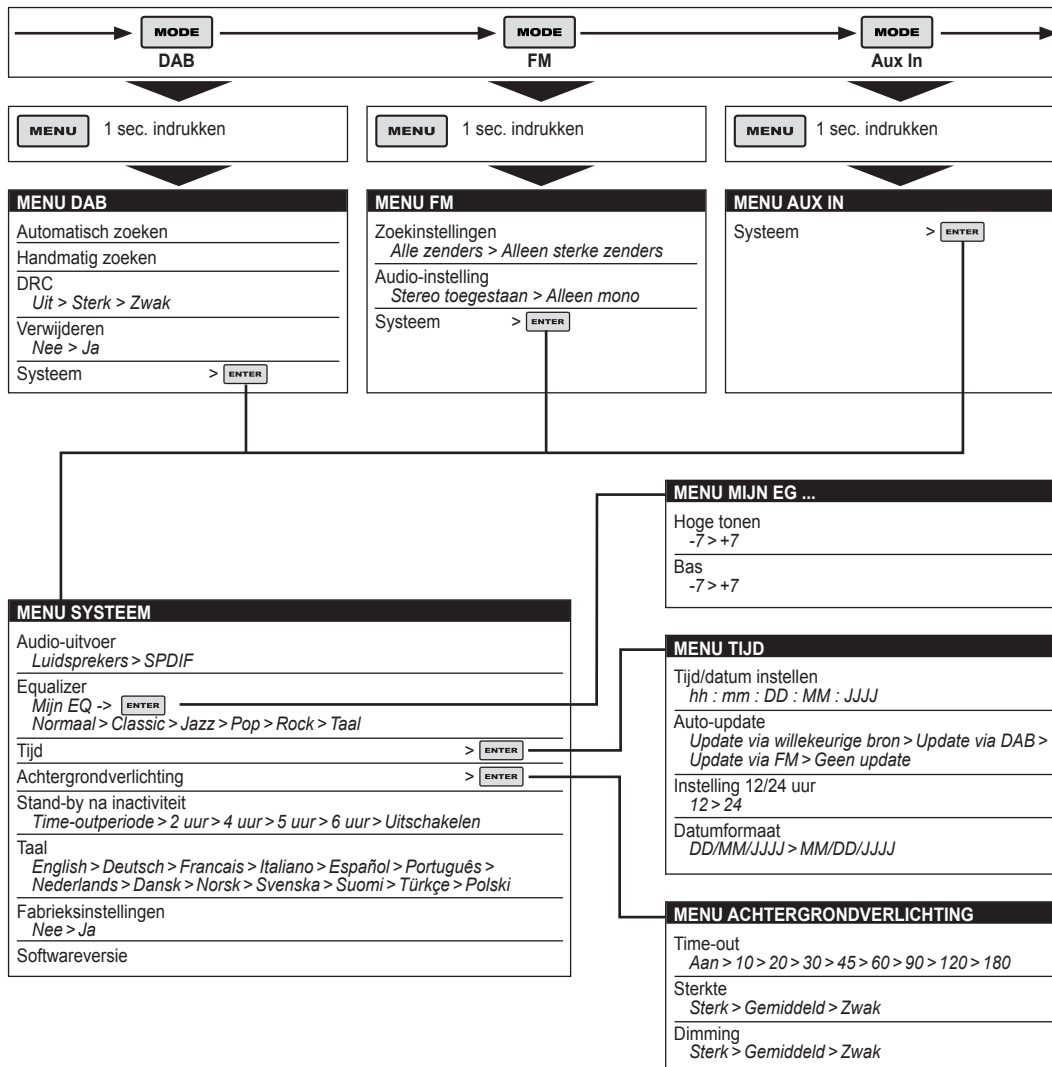 MODE
DAB
MODE
FM
MODE
Aux In
MENU 1 sec. indrukken
MENU 1 sec. indrukken
MENU 1 sec. indrukken
MENU DAB
Automatisch zoeken
Handmatig zoeken
DRC
Uit > Sterk > Zwak
Verwijderen
Nee > Ja
Systeem > ENTER
MENU FM
Zoekinstellingen
Alle zenders > Alleen sterke zenders
Audio-instelling
Stereo toegestaan > Alleen mono
Systeem > ENTER
MENU AUX IN
Systeem > ENTER
MENU MIJN EG ...
Hoge tonen
-7 > +7
Bas
-7 > +7
MENU SYSTEEM
Audio-uitvoer
Luidsprekers > SPDIF
Equalizer
Mijn EQ -> ENTER
Normaal > Classic > Jazz > Pop > Rock > Taal
Tijd > ENTER
Achtergrondverlichting > ENTER
Stand-by na inactiviteit
Time-outperiode > 2 uur > 4 uur > 5 uur > 6 uur > Uitschakelen
Taal
English > Deutsch > Francais > Italiano > Español > Português >
Nederlands > Dansk > Norsk > Svenska > Suomi > Türkçe > Polski
Fabrieksinstellingen
Nee > Ja
Softwareversie
MENU TIJD
Tijd/datum instellen
hh : mm : DD : MM : JJJJ
Auto-update
Update via willekeurige bron > Update via DAB >
Update via FM > Geen update
Instelling 12/24 uur
12 > 24
Datumformaat
DD/MM/JJJJ > MM/DD/JJJJ
MENU ACHTERGRONDVERLICHTING
Time-out
Aan > 10 > 20 > 30 > 45 > 60 > 90 > 120 > 180
Sterkte
Sterk > Gemiddeld > Zwak
Dimming
Sterk > Gemiddeld > Zwak